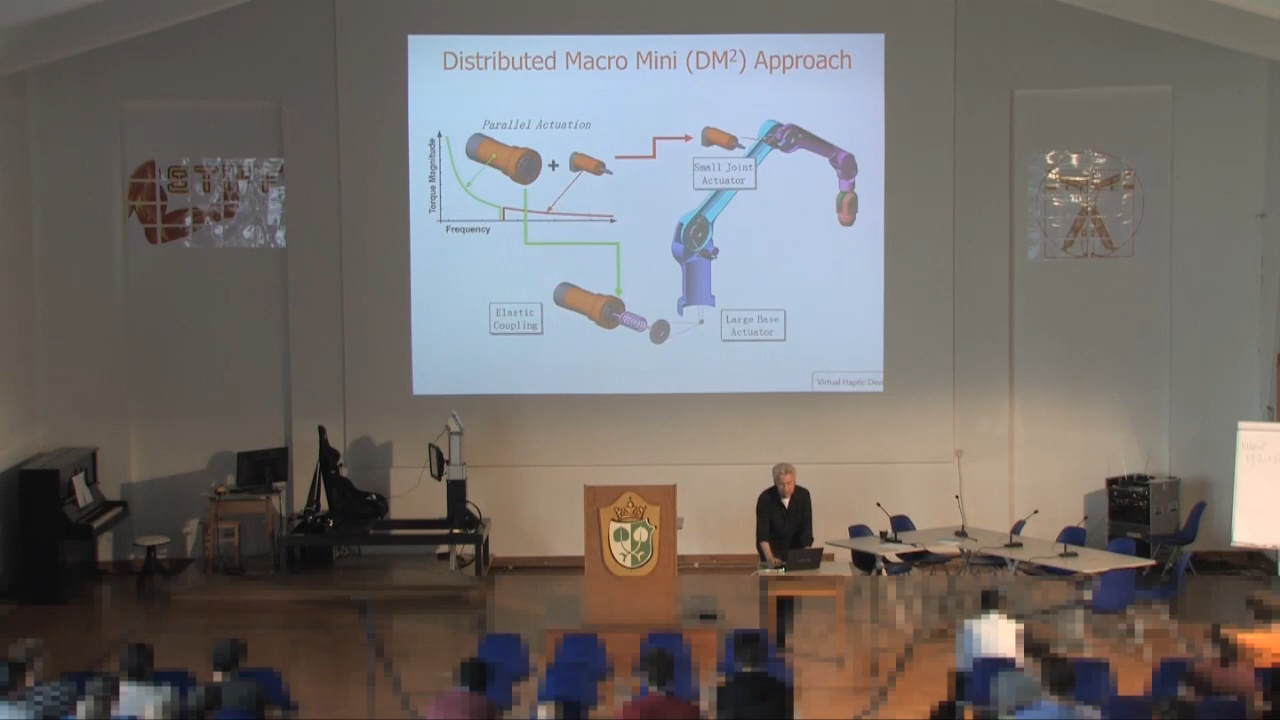 Distributed Macro Mini (DM²) Approach
Parallel Actuation
Torque Magnitude
Frequency
Small Joint
Actuator
Elastic
Coupling
Large Base
Actuator
Virtual Haptic